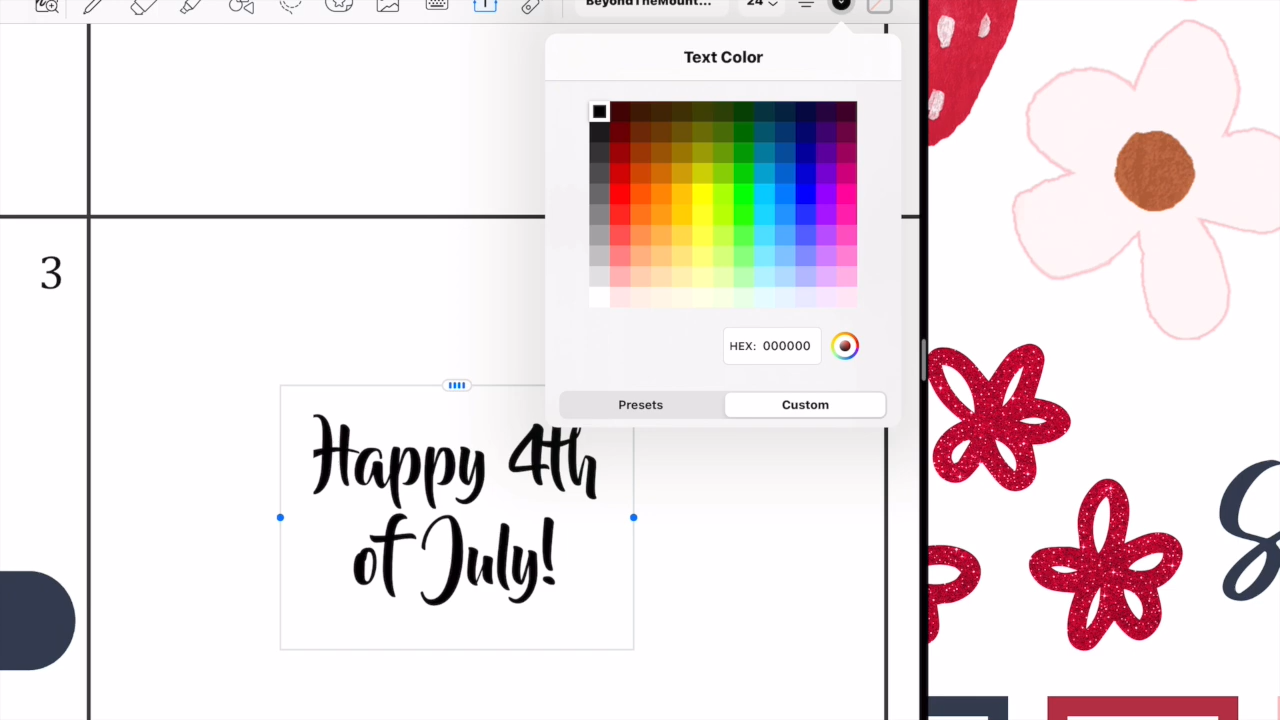 BeyondTheMount... 24
Text Color
HEX: 000000
Presets Custom
3
Happy 4th
of July!